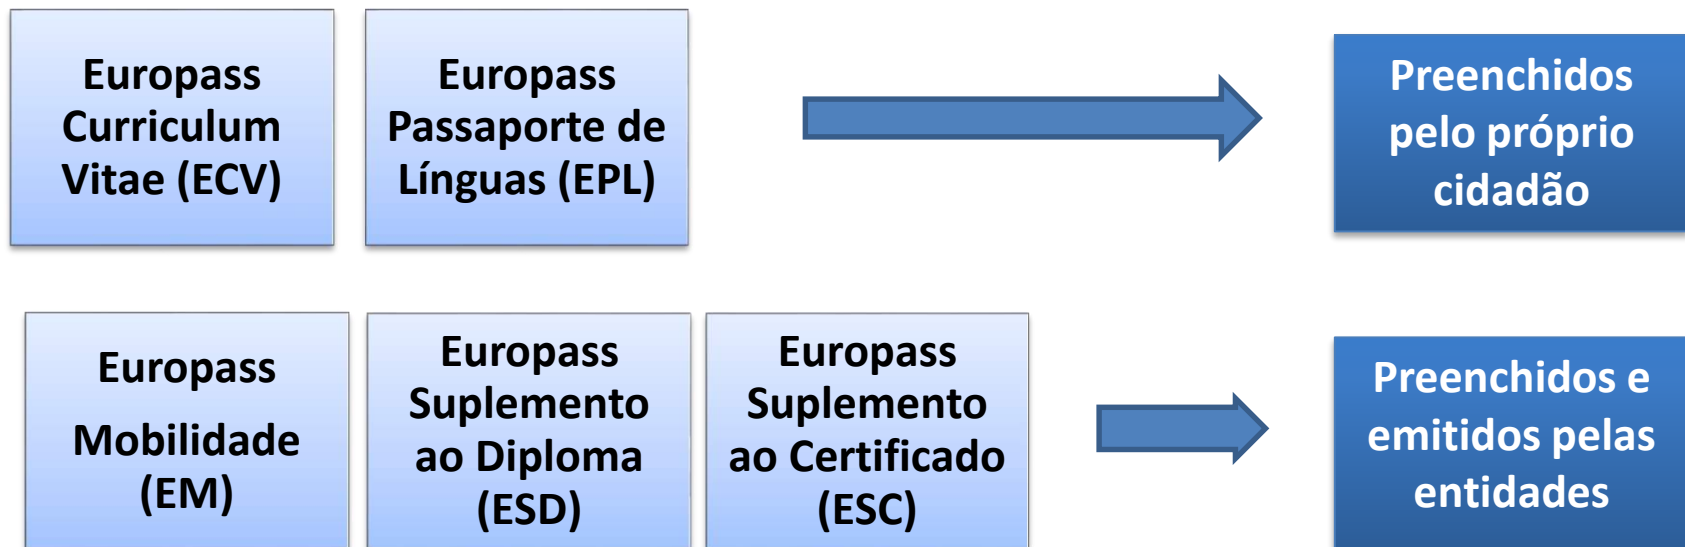 Europass
Curriculum
Vitae (ECV)
Europass
Passaporte de
Línguas (EPL)
Preenchidos
pelo próprio
cidadão
Europass
Mobilidade
(EM)
Europass
Suplemento
ao Diploma
(ESD)
Europass
Suplemento
ao Certificado
(ESC)
Preenchidos e
emitidos pelas
entidades